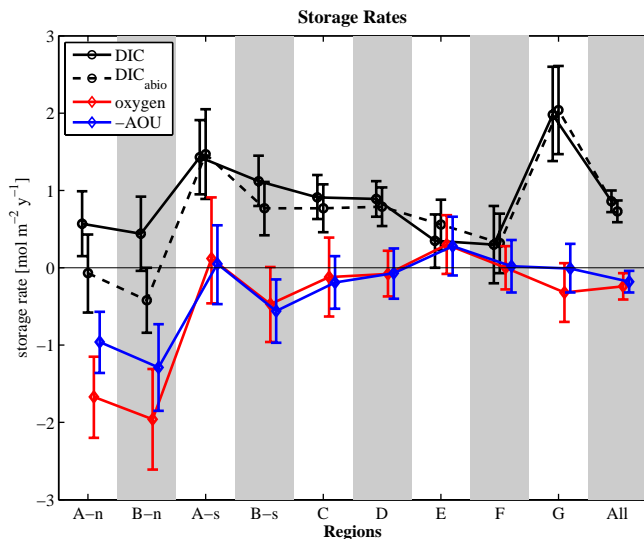 Storage Rates
3
2
1
0
−1
−2
−3
storage rate [mol m−2 y−1]
DIC
DICabio
oxygen
−AOU
A−n B−n A−s B−s C D E F G All
Regions